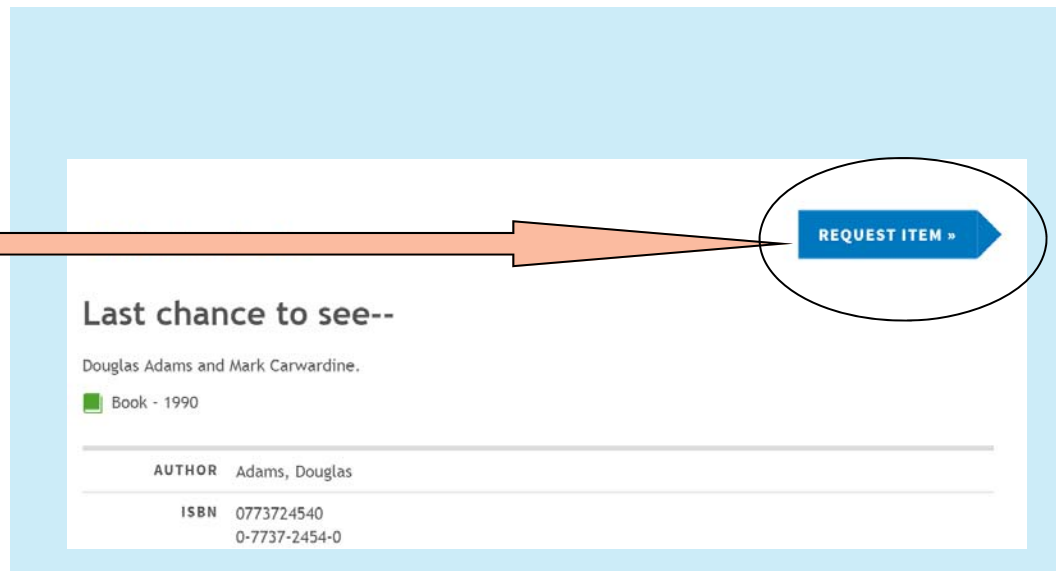 REQUEST ITEM »
Last chance to see--
Douglas Adams and Mark Carwardine.
Book - 1990
AUTHOR Adams, Douglas
ISBN 0773724540
0-7737-2454-0